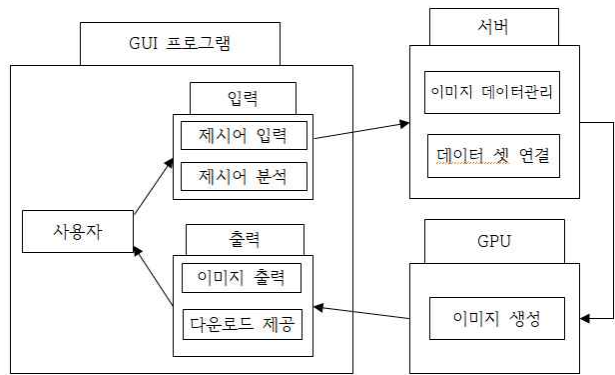 GUI 프로그램
입력
제시어 입력
제시어 분석
사용자
출력
이미지 출력
다운로드 제공
서버
이미지 데이터관리
데이터 셋 연결
GPU
이미지 생성